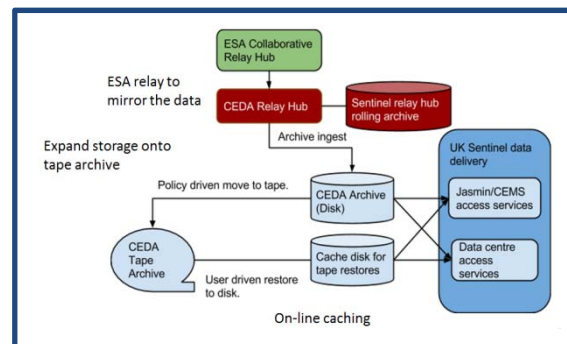 ESA Collaborative
Relay Hub
ESA relay to
mirror the data
CEDA Relay Hub
Sentinel relay hub
rolling archive
Archive ingest
Expand storage onto
tape archive
UK Sentinel data
delivery
Policy driven move to tape.
CEDA Archive
(Disk)
Jasmin/CEMS
access services
CEDA
Tape
Archive
Cache disk for
tape restores
Data centre
access
services
User driven restore
to disk.
On-line caching